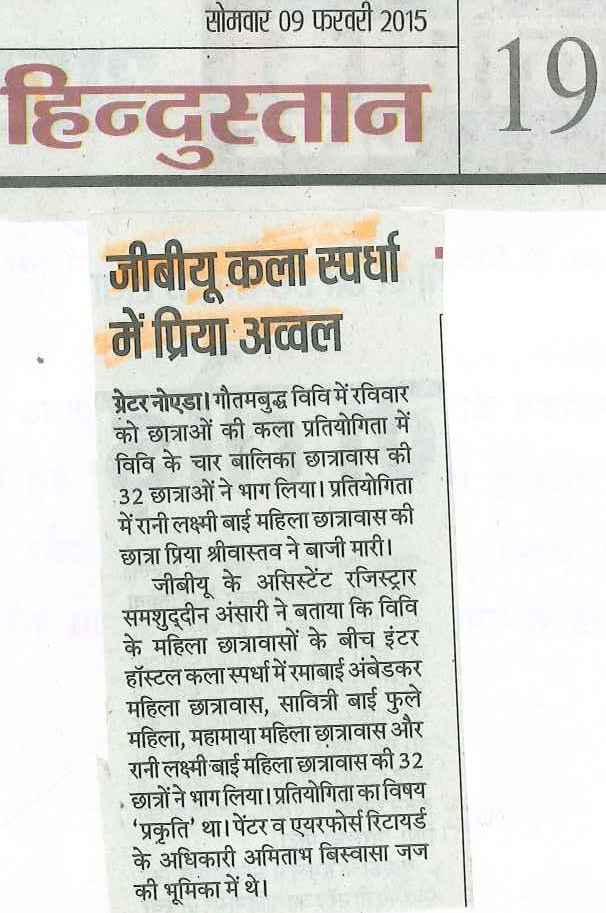 सोमवार 09 फरवरी 2015
हिन्दुस्तान
19
जीबीयू कला स्पर्धा
में प्रिया अव्वल
ग्रेटर नोएडा। गौतमबुद्ध विवि में रविवार
को छात्राओं की कला प्रतियोगिता में
विवि के चार बालिका छात्रावास की
32 छात्राओं ने भाग लिया। प्रतियोगिता
में रानी लक्ष्मी बाई महिला छात्रावास की
छात्रा प्रिया श्रीवास्तव ने बाजी मारी।
जीबीयू के असिस्टेंट रजिस्ट्रार
समशुद्दीन अंसारी ने बताया कि विवि
के महिला छात्रावासों के बीच इंटर
हॉस्टल कला स्पर्धा में रमाबाई अंबेडकर
महिला छात्रावास, सावित्री बाई फुले
महिला, महामाया महिला छात्रावास और
रानी लक्ष्मी बाई महिला छात्रावास की 32
छात्रों ने भाग लिया। प्रतियोगिता का विषय
‘प्रकृति’ था। पेंटर व एयरफोर्स रिटायर्ड
के अधिकारी अमिताभ बिस्वासा जज
की भूमिका में थे।